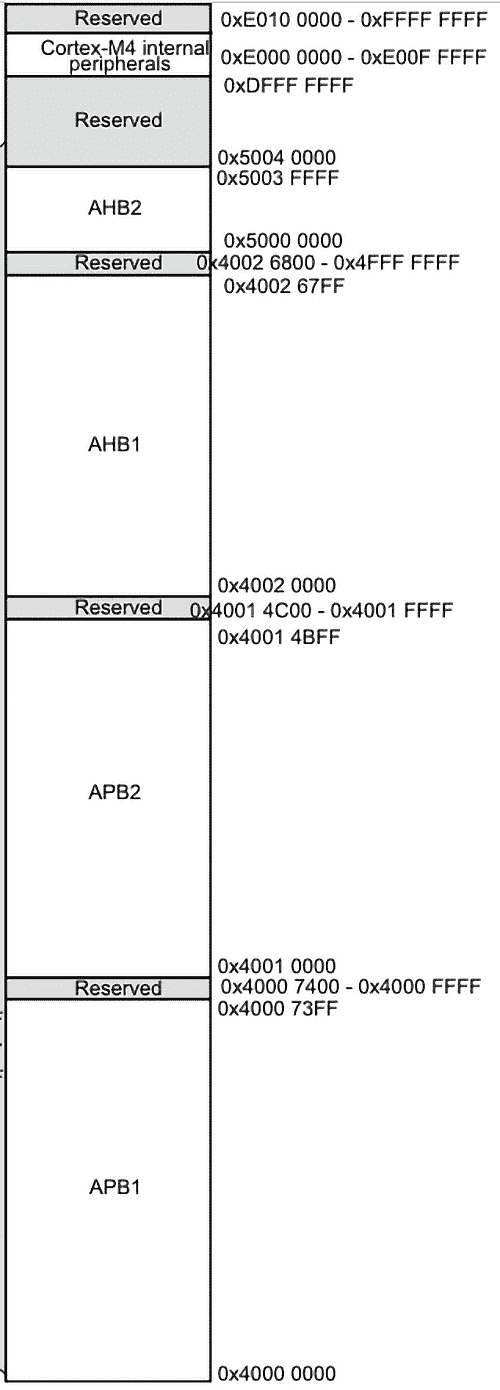 Reserved 0xE010 0000 - 0xFFFF FFFF
Cortex-M4 internal
peripherals 0xE000 0000 - 0xE00F FFFF
0xDFFF FFFF
Reserved
0x5004 0000
0x5003 FFFF
AHB2
0x5000 0000
Reserved 0x4002 6800 - 0x4FFF FFFF
0x4002 67FF
AHB1
0x4002 0000
Reserved 0x4001 4C00 - 0x4001 FFFF
0x4001 4BFF
APB2
0x4001 0000
Reserved 0x4000 7400 - 0x4000 FFFF
0x4000 73FF
APB1
0x4000 0000